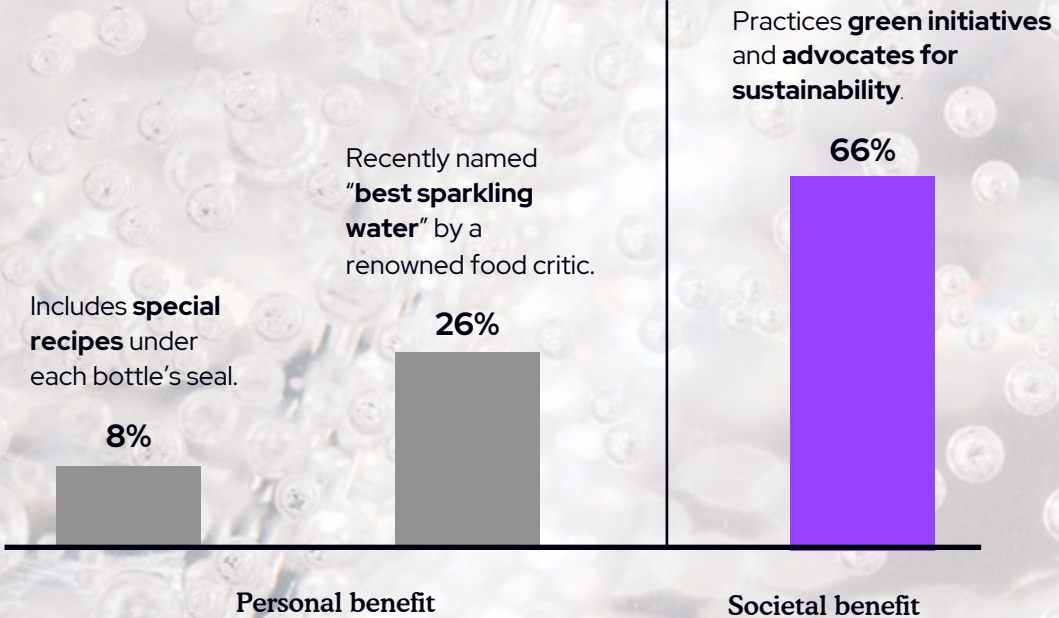 Includes special
recipes under
each bottle’s seal.
8%
Recently named
“best sparkling
water” by a
renowned food critic.
26%
Practices green initiatives
and advocates for
sustainability.
66%
Personal benefit
Societal benefit